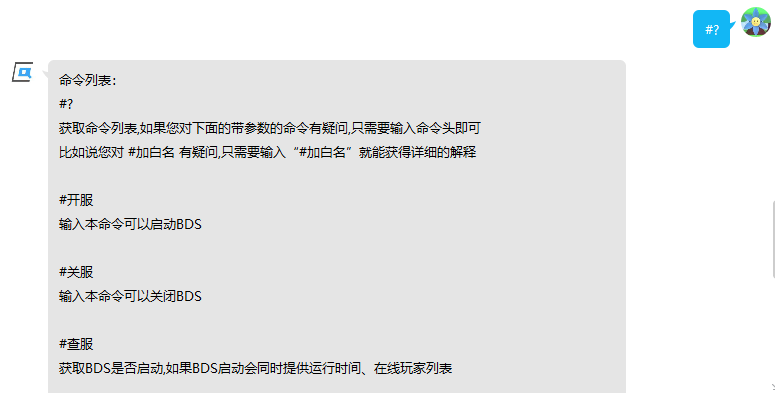 #?
命令列表：
#?
获取命令列表,如果您对下面的带参数的命令有疑问,只需要输入命令头即可
比如说您对 #加白名 有疑问,只需要输入“#加白名”就能获得详细的解释
#开服
输入本命令可以启动BDS
#关服
输入本命令可以关闭BDS
#查服
获取BDS是否启动,如果BDS启动会同时提供运行时间、在线玩家列表